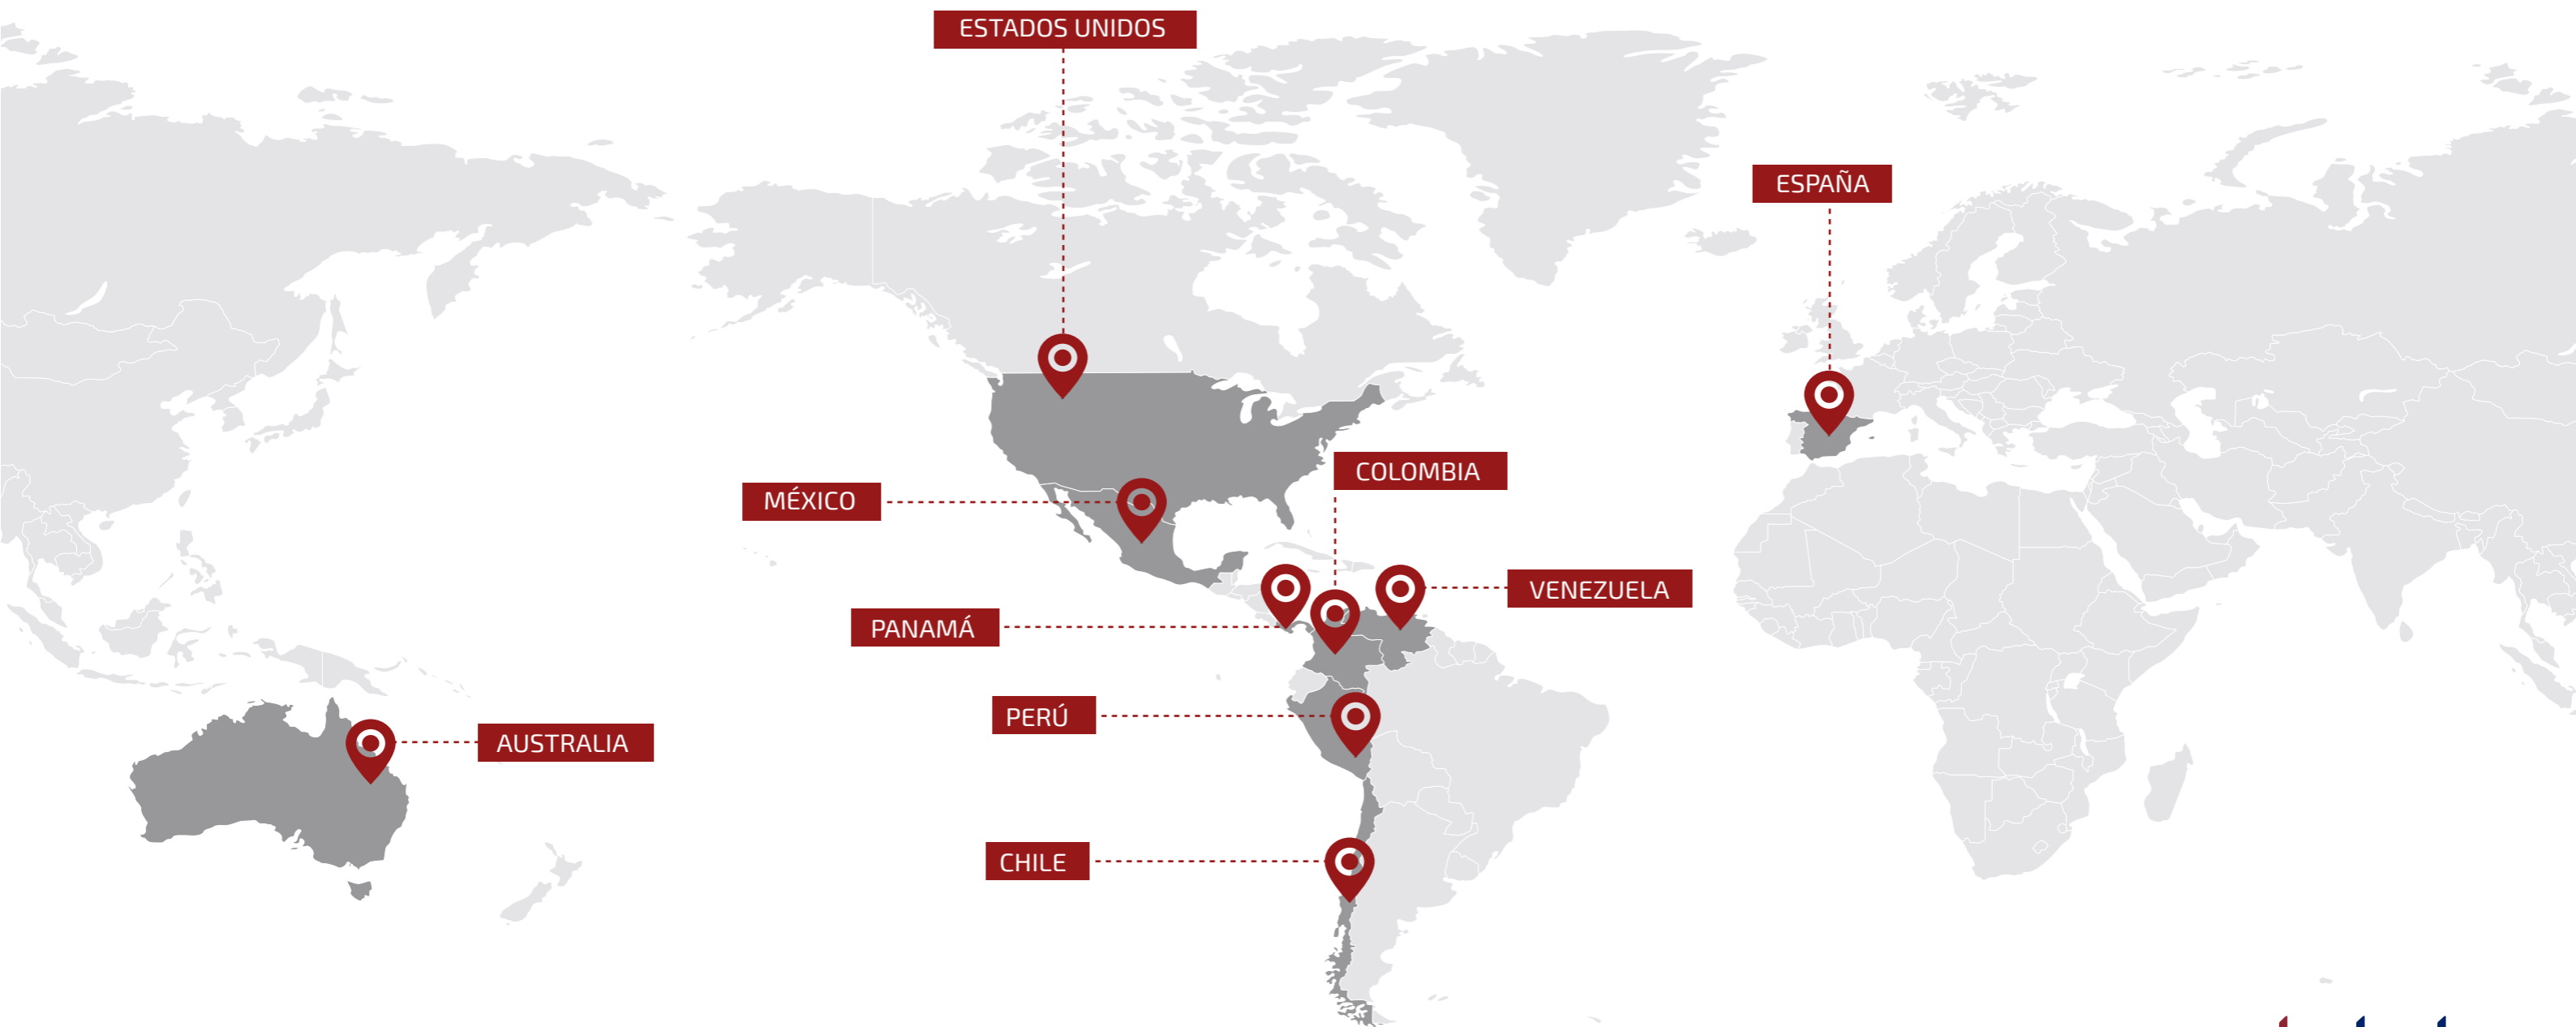 ESTADOS UNIDOS
ESPAÑA
COLOMBIA
MÉXICO
VENEZUELA
PANAMÁ
PERÚ
AUSTRALIA
CHILE